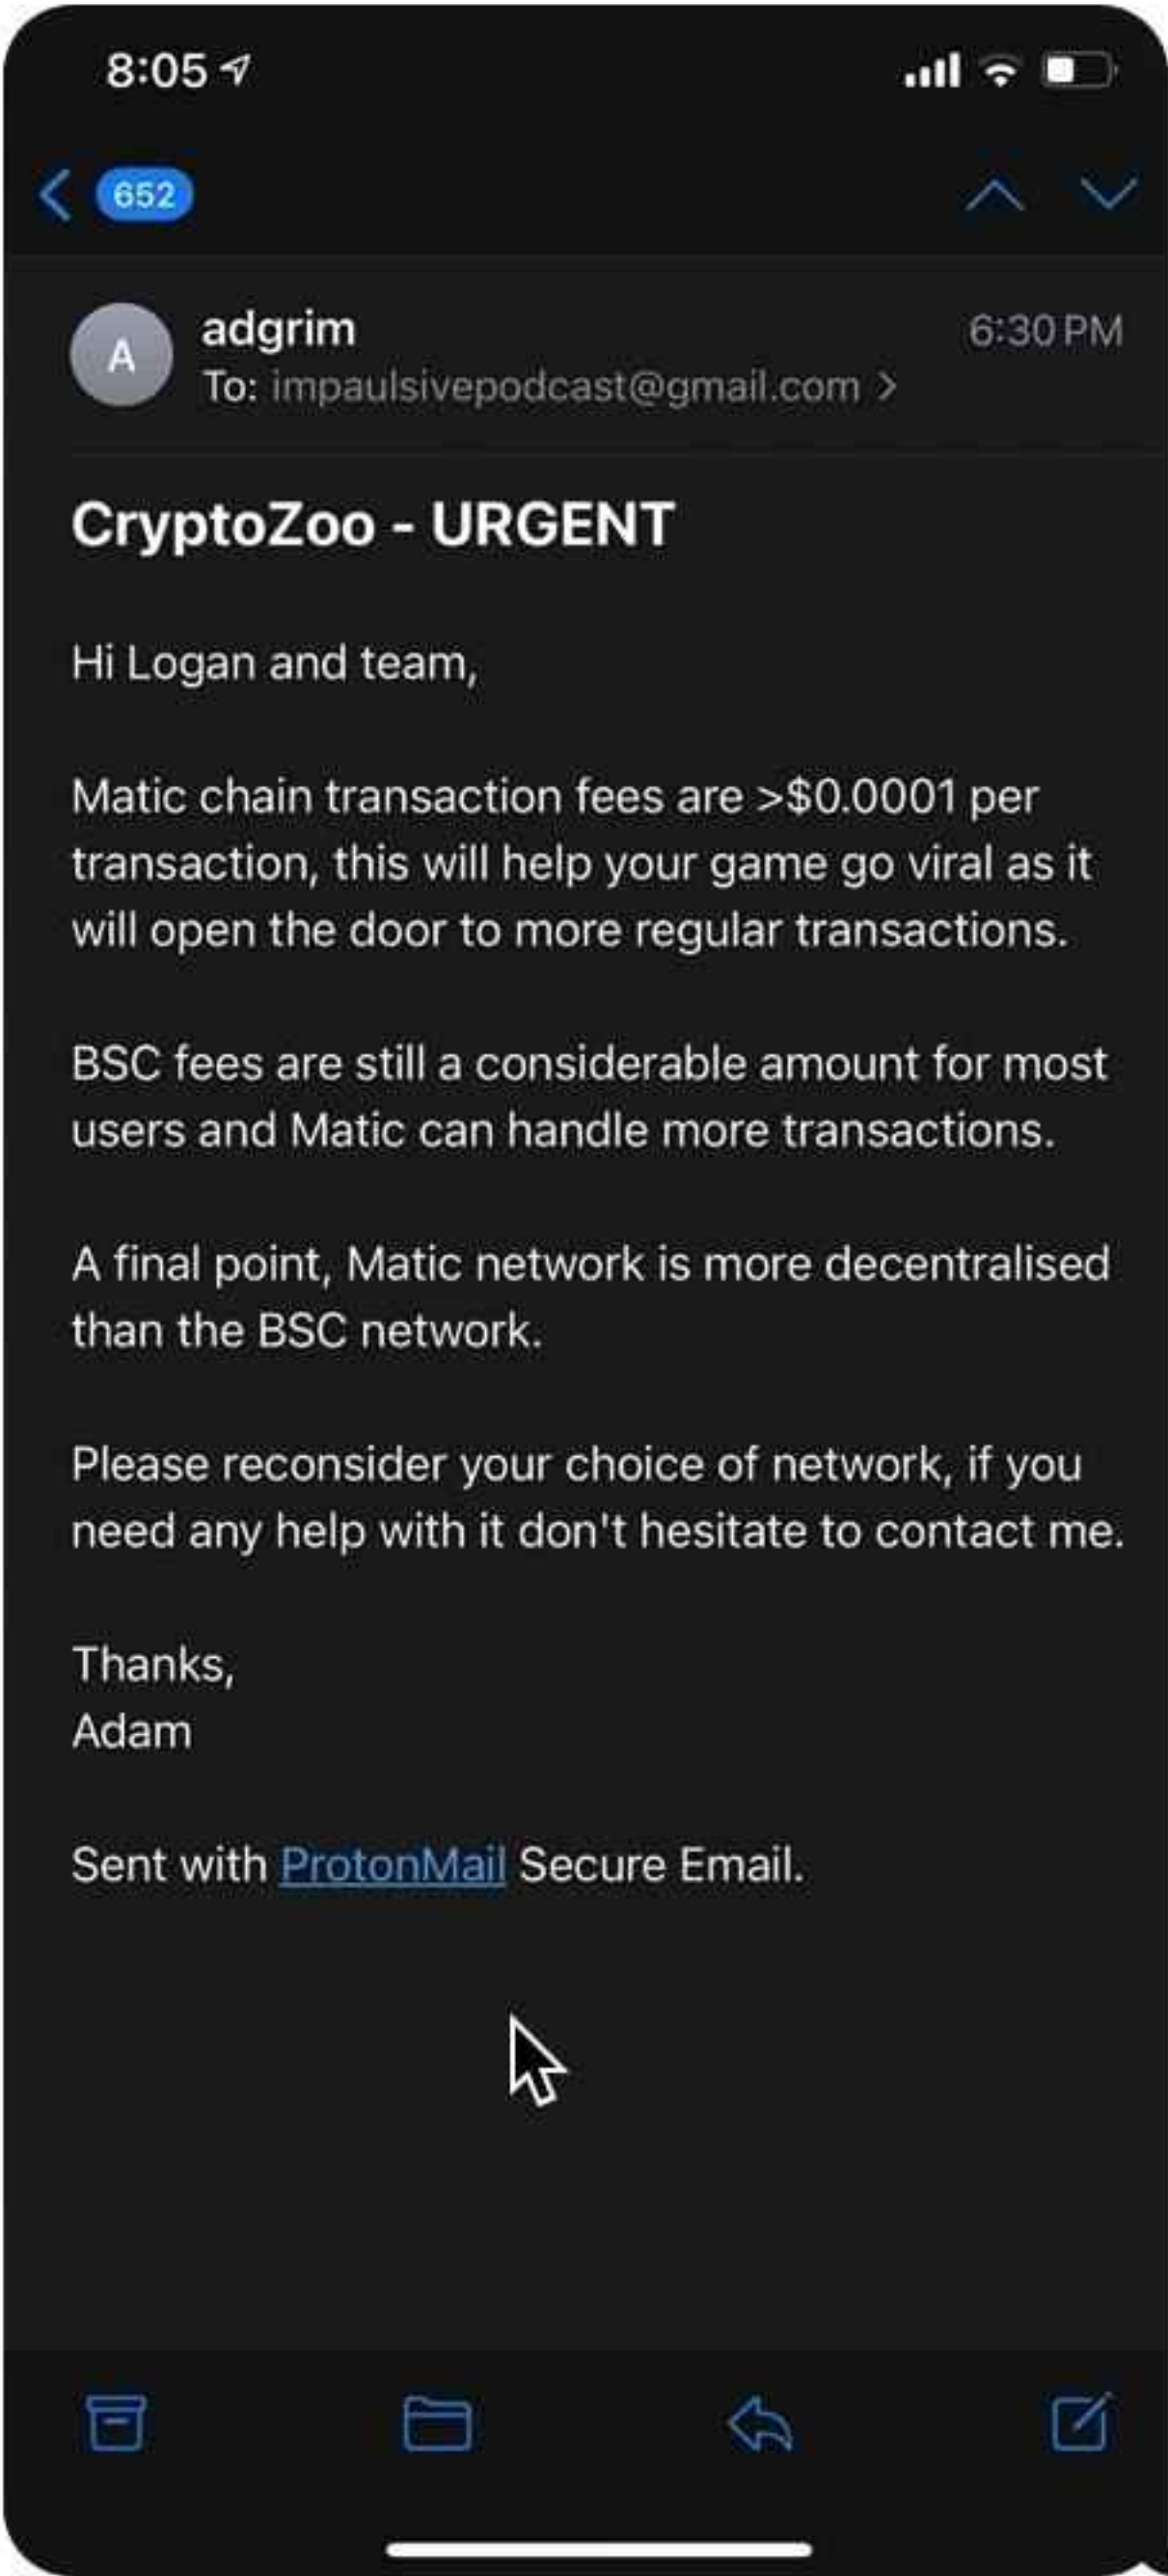 8:05
652
A
adgrim
6:30 PM
To: impaulsivepodcast@gmail.com
CryptoZoo - URGENT
Hi Logan and team,
Matic chain transaction fees are >$0.0001 per
transaction, this will help your game go viral as it
will open the door to more regular transactions.
BSC fees are still a considerable amount for most
users and Matic can handle more transactions.
A final point, Matic network is more decentralised
than the BSC network.
Please reconsider your choice of network, if you
need any help with it don't hesitate to contact me.
Thanks,
Adam
Sent with ProtonMail Secure Email.